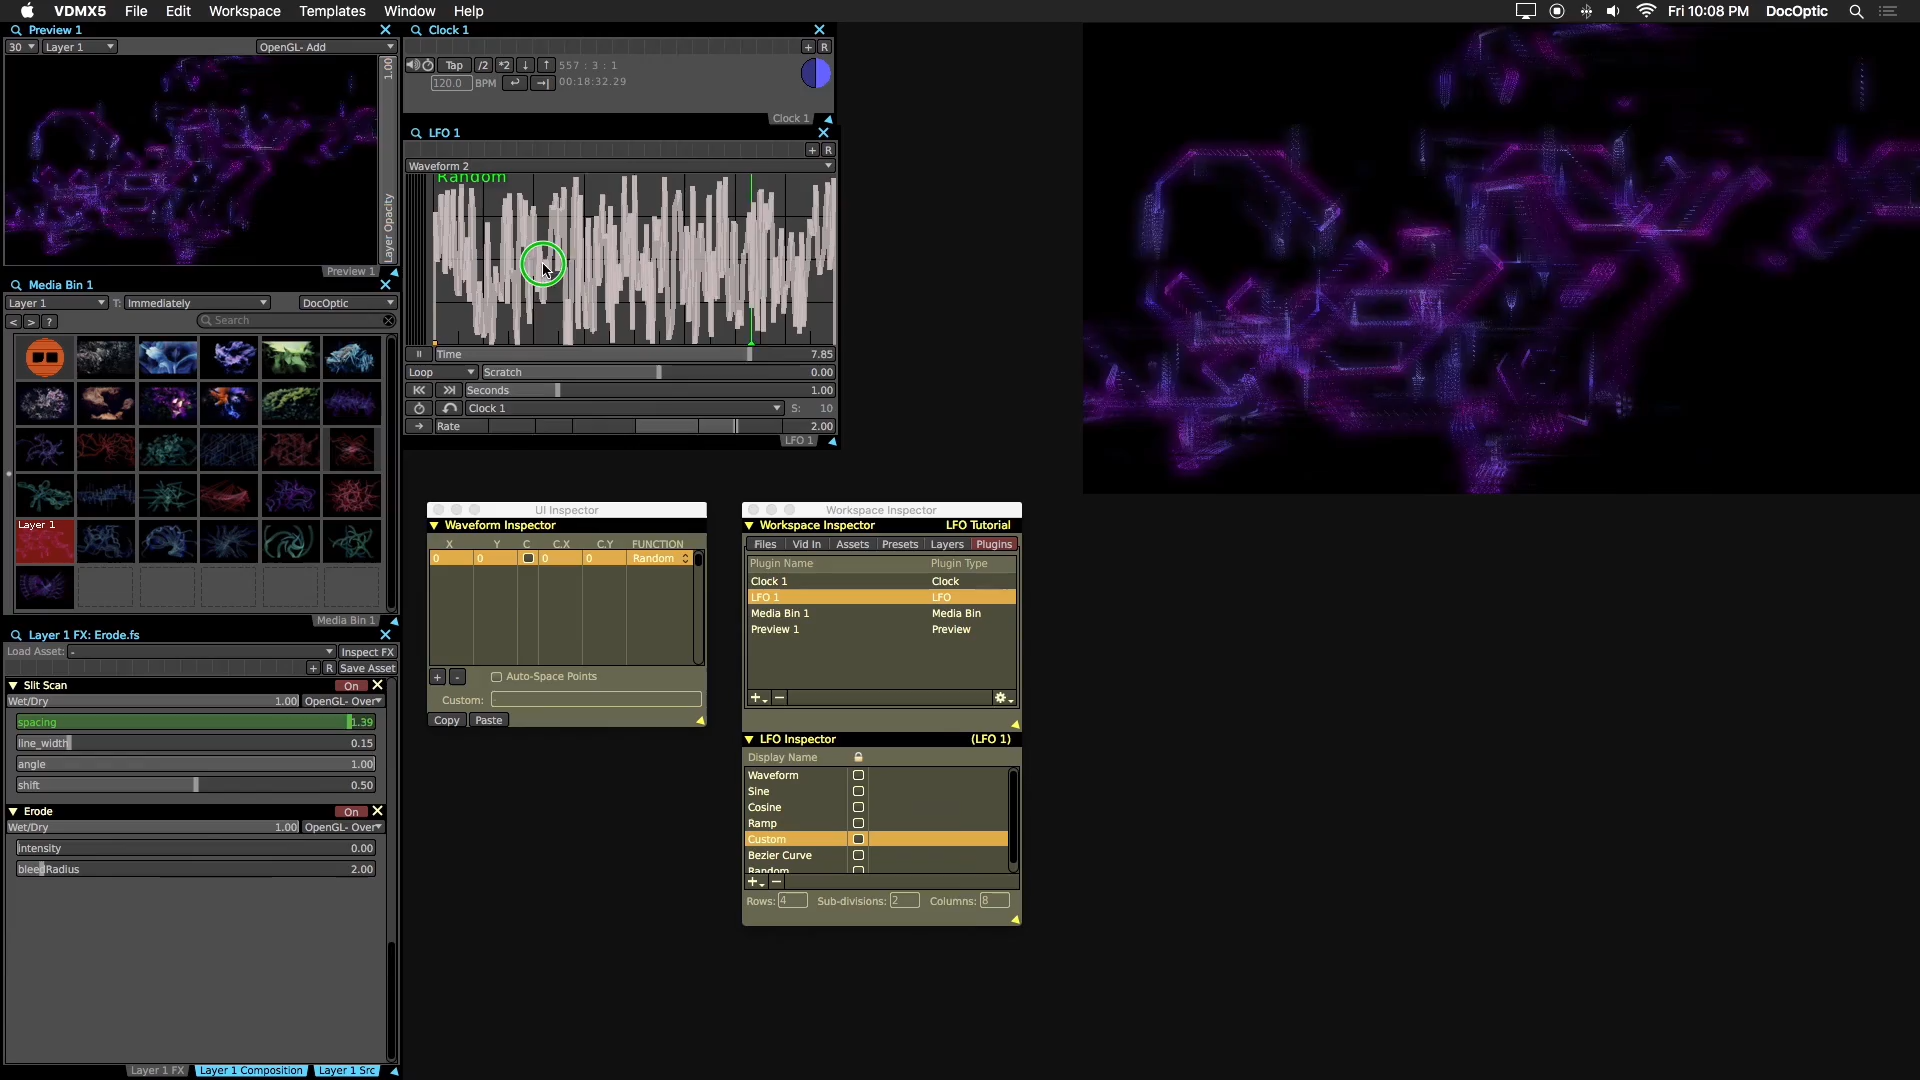 VDMX5 File Edit Workspace Templates Window Help
Fri 10:08 PM DocOptic
Preview 1
30 Layer 1 OpenGL- Add
1.00
Layer Opacity
Preview 1
Media Bin 1
Layer 1 T: Immediately DocOptic
< > ? Search
Layer 1
Media Bin 1
Layer 1 FX: Erode.fs
Load Asset: - Inspect FX
+ R Save Asset
Slit Scan On
Wet/Dry 1.00 OpenGL- Over
spacing 1.39
line_width 0.15
angle 1.00
shift 0.50
Erode On
Wet/Dry 1.00 OpenGL- Over
Intensity 0.00
bleedRadius 2.00
Layer 1 FX Layer 1 Composition Layer 1 Src
Clock 1
+ R
Tap /2 *2 ↓ ↑ 557 : 3 : 1
120.0 BPM 00:18:32.29
Clock 1
LFO 1
+ R
Waveform 2
Random
Time 7.85
Loop Scratch 0.00
Seconds 1.00
Clock 1 S: 10
Rate 2.00
LFO 1
UI Inspector
Waveform Inspector
X Y C C.X C.Y FUNCTION
0 0 0 0 Random
+ - Auto-Space Points
Custom:
Copy Paste
Workspace Inspector
Workspace Inspector LFO Tutorial
Files Vid In Assets Presets Layers Plugins
Plugin Name Plugin Type
Clock 1 Clock
LFO 1 LFO
Media Bin 1 Media Bin
Preview 1 Preview
LFO Inspector (LFO 1)
Display Name
Waveform
Sine
Cosine
Ramp
Custom
Bezier Curve
Random
Rows: 4 Sub-divisions: 2 Columns: 8